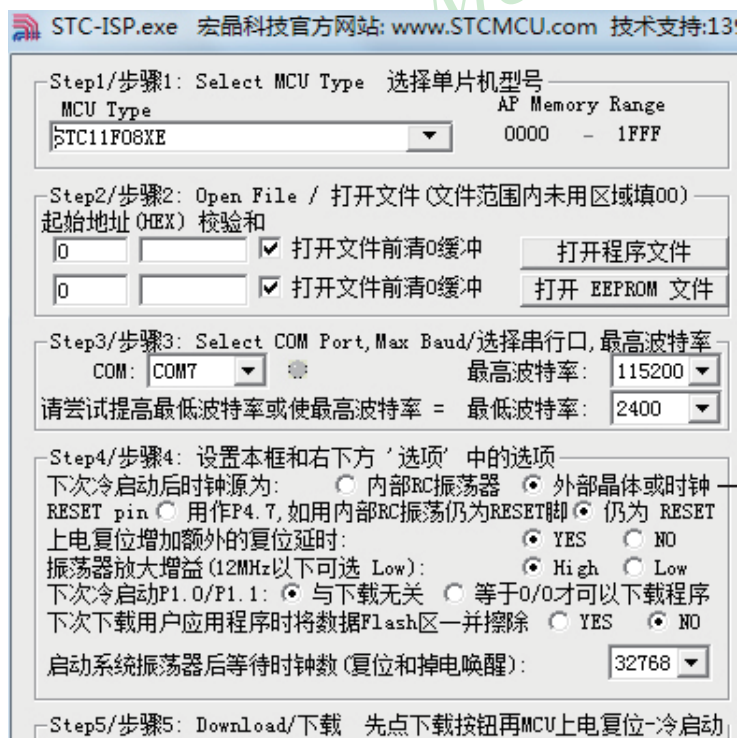 STC-ISP.exe 宏晶科技官方网站: www.STCMCU.com 技术支持:139
Step1/步骤1: Select MCU Type 选择单片机型号
MCU Type AP Memory Range
STC11F08XE 0000 - 1FFF
Step2/步骤2: Open File / 打开文件(文件范围内未用区域填00)
起始地址(HEX) 校验和
0 打开文件前清0缓冲 打开程序文件
0 打开文件前清0缓冲 打开 EEPROM 文件
Step3/步骤3: Select COM Port,Max Baud/选择串行口,最高波特率
COM: COM7 最高波特率: 115200
请尝试提高最低波特率或使最高波特率 = 最低波特率: 2400
Step4/步骤4: 设置本框和右下方 '选项' 中的选项
下次冷启动后时钟源为: 内部RC振荡器 外部晶体或时钟
RESET pin 用作P4.7,如用内部RC振荡仍为RESET脚 仍为 RESET
上电复位增加额外的复位延时: YES NO
振荡器放大增益(12MHz以下可选 Low): High Low
下次冷启动P1.0/P1.1: 与下载无关 等于0/0才可以下载程序
下次下载用户应用程序时将数据Flash区一并擦除 YES NO
启动系统振荡器后等待时钟数(复位和掉电唤醒): 32768
Step5/步骤5: Download/下载 先点下载按钮再MCU上电复位-冷启动